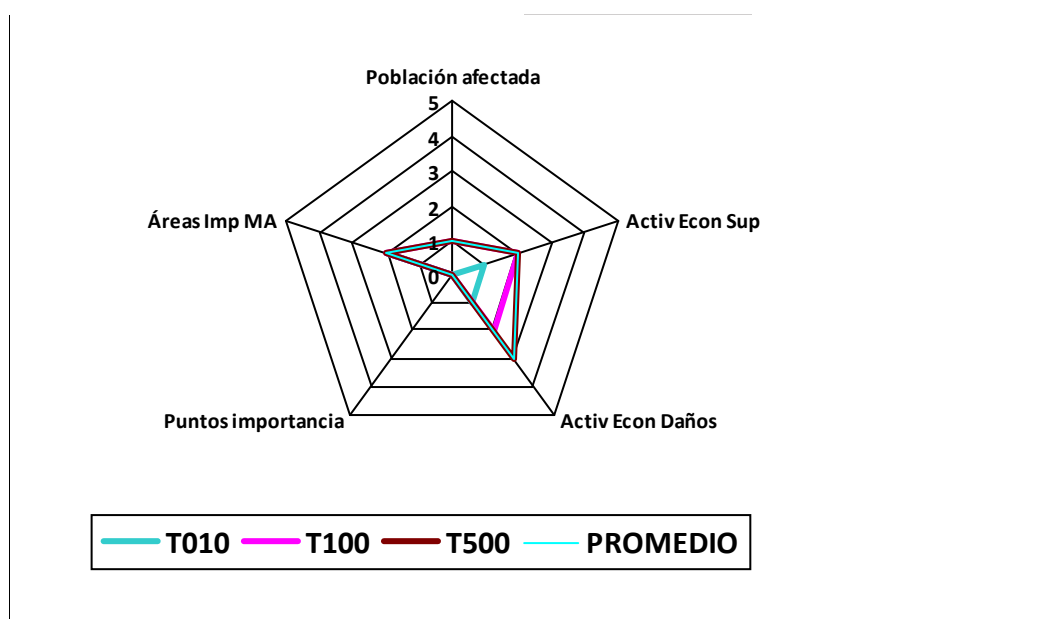 Población afectada
5
4
3
2
1
0
Áreas Imp MA
Activ Econ Sup
Puntos importancia
Activ Econ Daños
T010 T100 T500 PROMEDIO